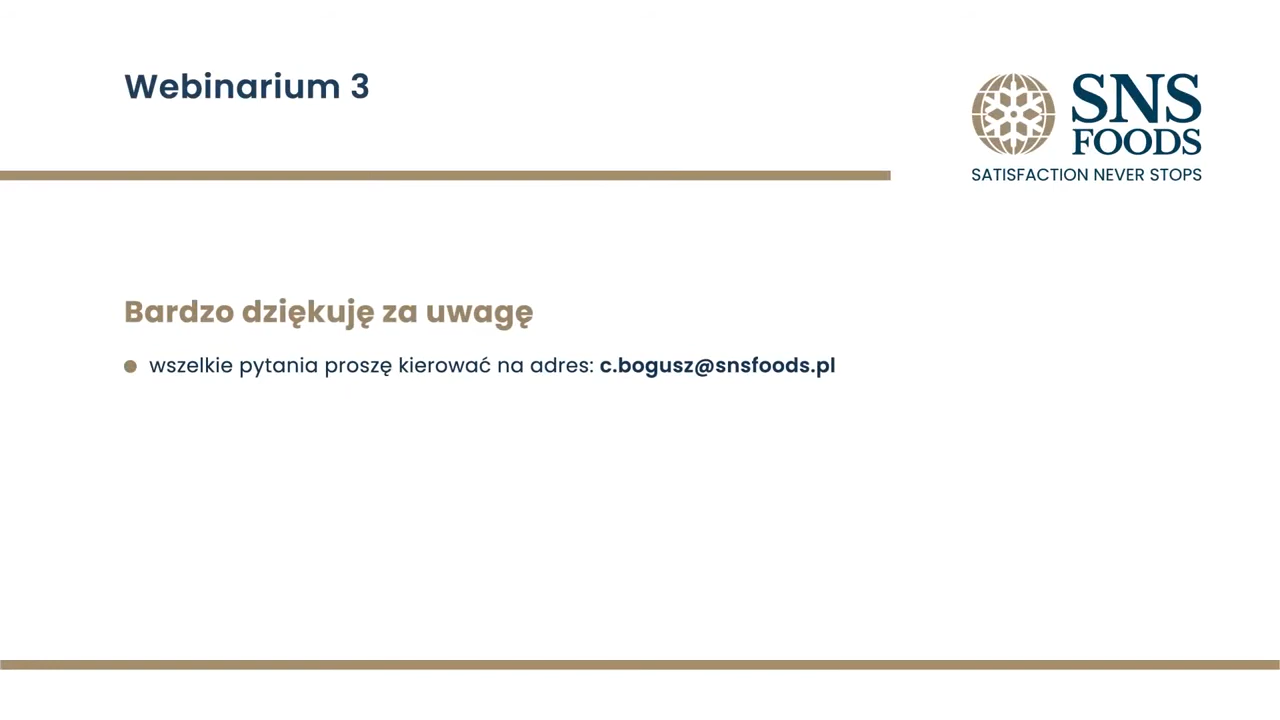 Webinarium 3
SNS
FOODS
SATISFACTION NEVER STOPS
Bardzo dziękuję za uwagę
wszelkie pytania proszę kierować na adres: c.bogusz@snsfoods.pl